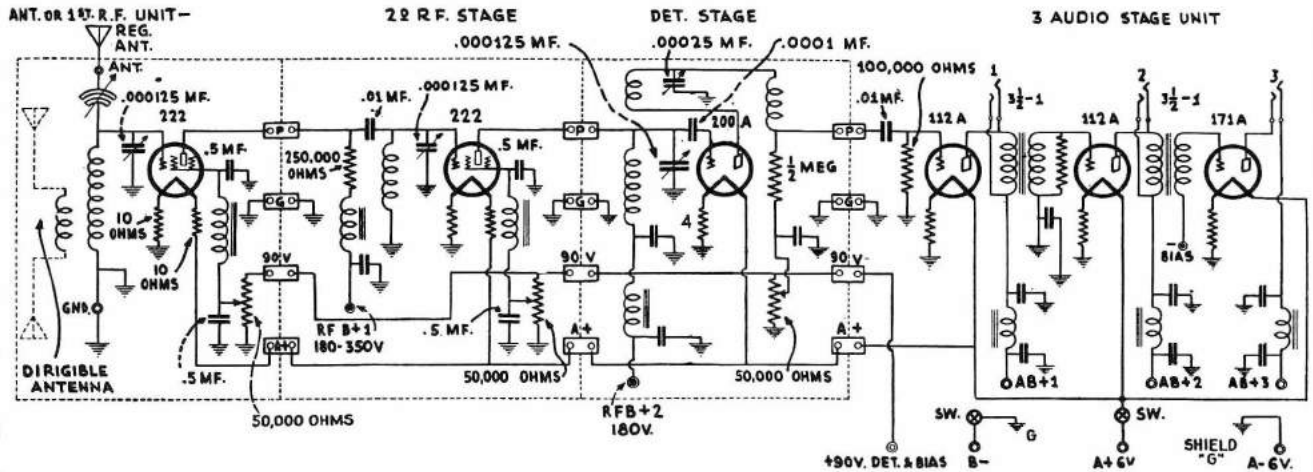 ANT. OR 1ST. R.F. UNIT-
2º RF. STAGE
DET. STAGE
3 AUDIO STAGE UNIT
REG.
ANT.
ANT.
.000125 MF.
222
.5 MF.
10
OHMS
10
OHMS
GND.
DIRIGIBLE
ANTENNA
.5 MF.
50,000 OHMS
P
G
90 V
A+
.01 MF.
.000125 MF.
222
250,000
OHMS
.5 MF.
RF B+1
180-350V
.5. MF.
50,000 OHMS
P
G
90 V
A+
.000125 MF.
.00025 MF.
.0001 MF.
200 A
4
½ MEG
RFB+2
180V.
50,000 OHMS
P
G
90 V
A+
100,000 OHMS
.01 MF.
112 A
1
3½-1
112 A
2
3½-1
171 A
3
-
BIAS
AB+1
AB+2
AB+3
+90V. DET. & BIAS
SW.
G
B-
SW.
A+6V
SHIELD
"G"
A-6V.